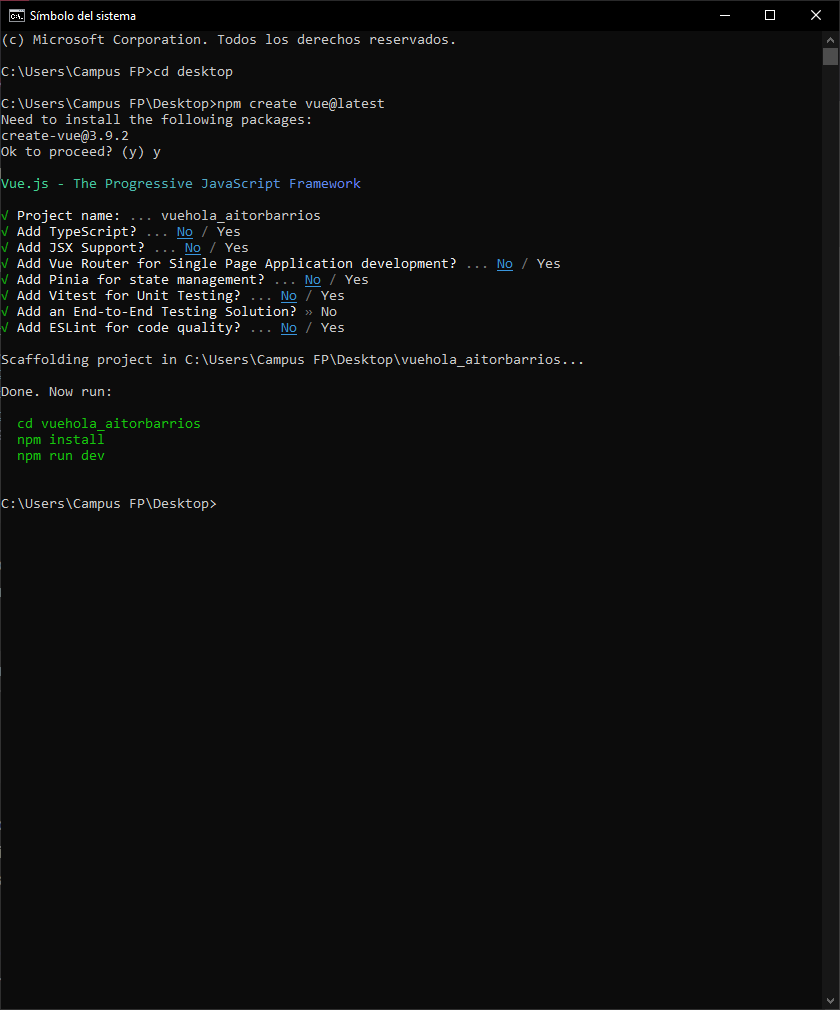 Símbolo del sistema
(c) Microsoft Corporation. Todos los derechos reservados.
C:\Users\Campus FP>cd desktop
C:\Users\Campus FP\Desktop>npm create vue@latest
Need to install the following packages:
create-vue@3.9.2
Ok to proceed? (y) y
Vue.js - The Progressive JavaScript Framework
√ Project name: ... vuehola_aitorbarrios
√ Add TypeScript? ... No / Yes
√ Add JSX Support? ... No / Yes
√ Add Vue Router for Single Page Application development? ... No / Yes
√ Add Pinia for state management? ... No / Yes
√ Add Vitest for Unit Testing? ... No / Yes
√ Add an End-to-End Testing Solution? » No
√ Add ESLint for code quality? ... No / Yes
Scaffolding project in C:\Users\Campus FP\Desktop\vuehola_aitorbarrios...
Done. Now run:
cd vuehola_aitorbarrios
npm install
npm run dev
C:\Users\Campus FP\Desktop>